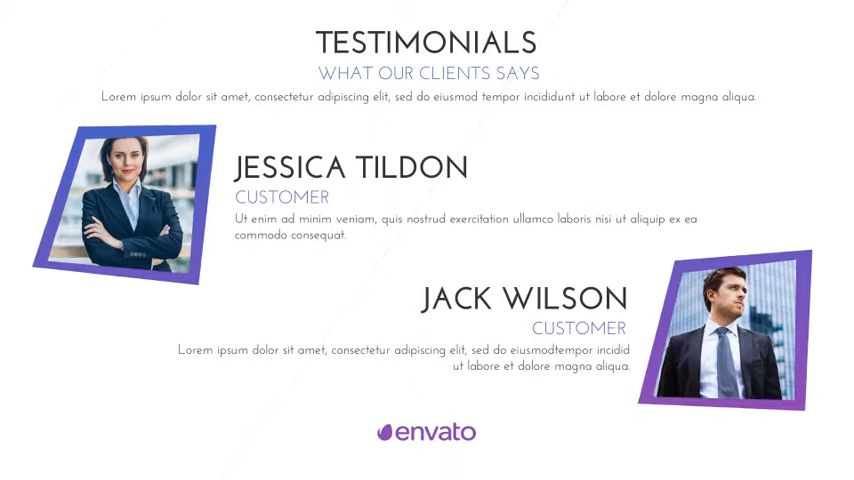 TESTIMONIALS
WHAT OUR CLIENTS SAYS
Lorem ipsum dolor sit amet, consectetur adipiscing elit, sed do eiusmod tempor incididunt ut labore et dolore magna aliqua.
JESSICA TILDON
CUSTOMER
Ut enim ad minim veniam, quis nostrud exercitation ullamco laboris nisi ut aliquip ex ea
commodo consequat.
JACK WILSON
CUSTOMER
Lorem ipsum dolor sit amet, consectetur adipiscing elit, sed do eiusmodtempor incidid
ut labore et dolore magna aliqua.
envato